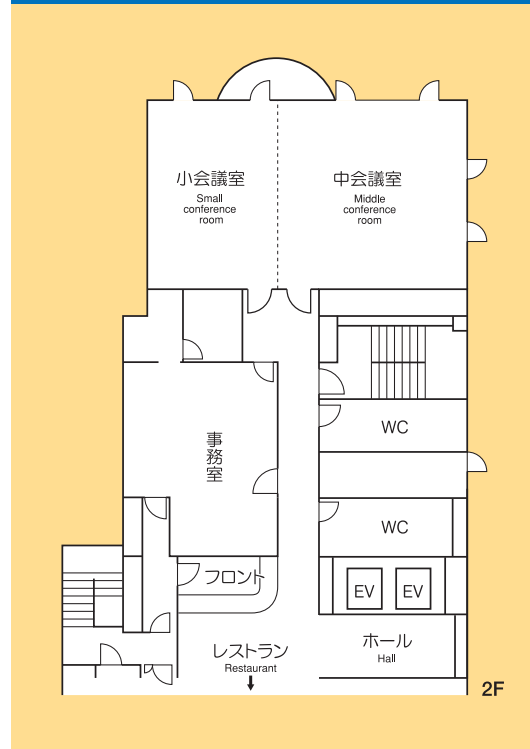 小会議室
Small
conference
room
中会議室
Middle
conference
room
事務室
WC
WC
フロント
EV
EV
レストラン
Restaurant
ホール
Hall
2F